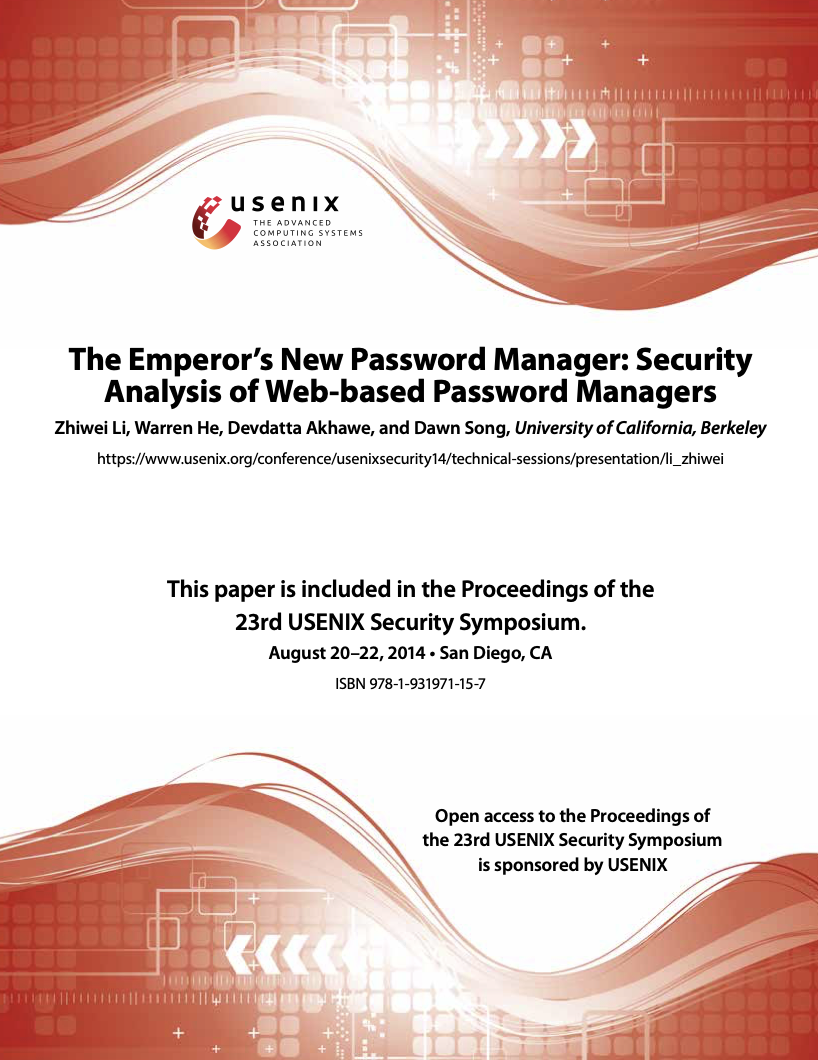 usenix
THE ADVANCED
COMPUTING SYSTEMS
ASSOCIATION
The Emperor’s New Password Manager: Security
Analysis of Web-based Password Managers
Zhiwei Li, Warren He, Devdatta Akhawe, and Dawn Song, University of California, Berkeley
https://www.usenix.org/conference/usenixsecurity14/technical-sessions/presentation/li_zhiwei
This paper is included in the Proceedings of the
23rd USENIX Security Symposium.
August 20–22, 2014 • San Diego, CA
ISBN 978-1-931971-15-7
Open access to the Proceedings of
the 23rd USENIX Security Symposium
is sponsored by USENIX